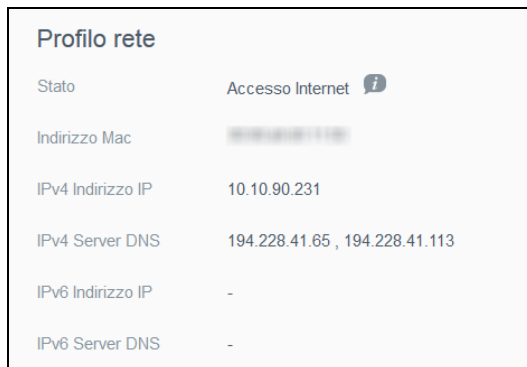 Profilo rete
Stato Accesso Internet
Indirizzo Mac
IPv4 Indirizzo IP 10.10.90.231
IPv4 Server DNS 194.228.41.65 , 194.228.41.113
IPv6 Indirizzo IP -
IPv6 Server DNS -